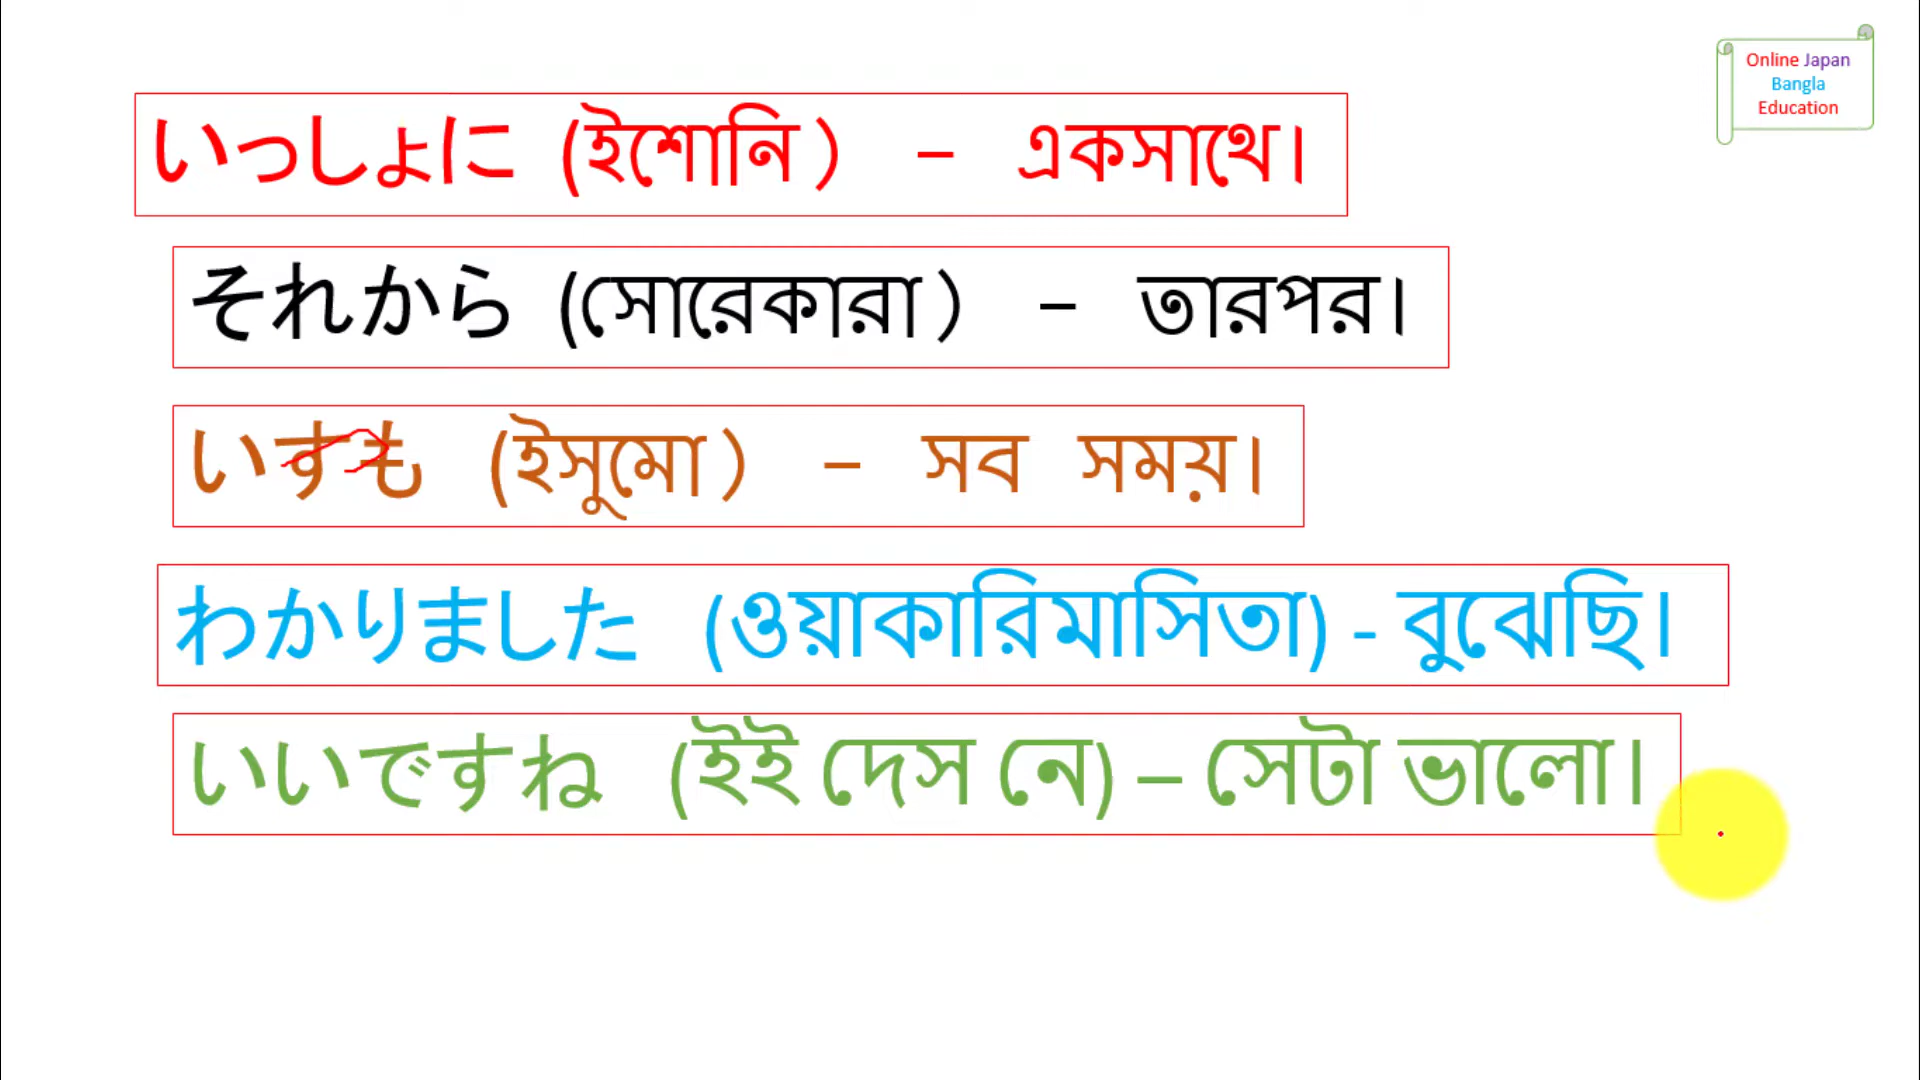 Online Japan
Bangla
Education
いっしょに (ইশোনি) – একসাথে।
それから (সোরেকারা) – তারপর।
いすも (ইসুমো) – সব সময়।
わかりました (ওয়াকারিমাসিতা) - বুঝেছি।
いいですね (ইই দেস নে) – সেটা ভালো।